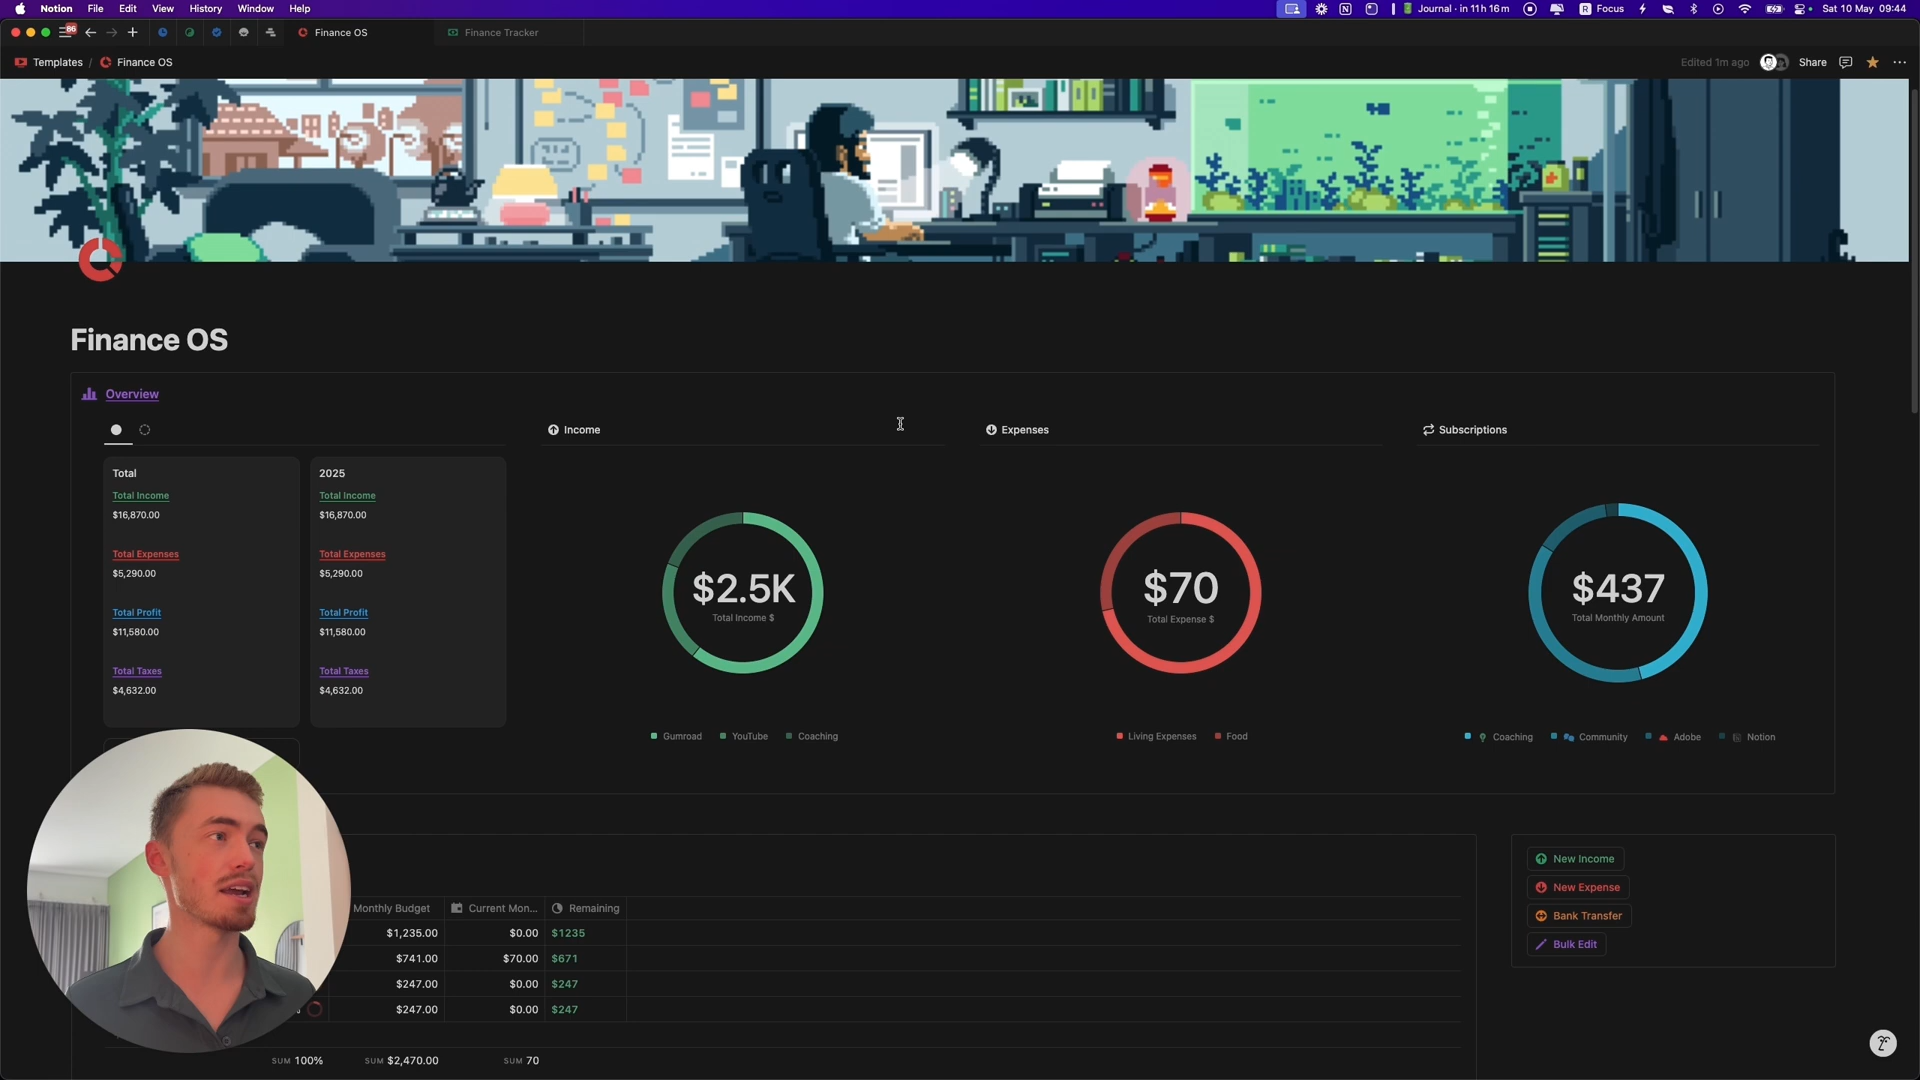 Notion File Edit View History Window Help
Journal · in 11h 16m Focus Sat 10 May 09:44
86 Finance OS Finance Tracker
Templates / Finance OS Edited 1m ago Share
Finance OS
Overview
Income Expenses Subscriptions
Total 2025
Total Income Total Income
$16,870.00 $16,870.00
Total Expenses Total Expenses
$5,290.00 $5,290.00
Total Profit Total Profit
$11,580.00 $11,580.00
Total Taxes Total Taxes
$4,632.00 $4,632.00
$2.5K
Total Income $
Gumroad YouTube Coaching
$70
Total Expense $
Living Expenses Food
$437
Total Monthly Amount
Coaching Community Adobe Notion
Monthly Budget Current Mon... Remaining
$1,235.00 $0.00 $1235
$741.00 $70.00 $671
$247.00 $0.00 $247
$247.00 $0.00 $247
SUM 100% SUM $2,470.00 SUM 70
New Income
New Expense
Bank Transfer
Bulk Edit